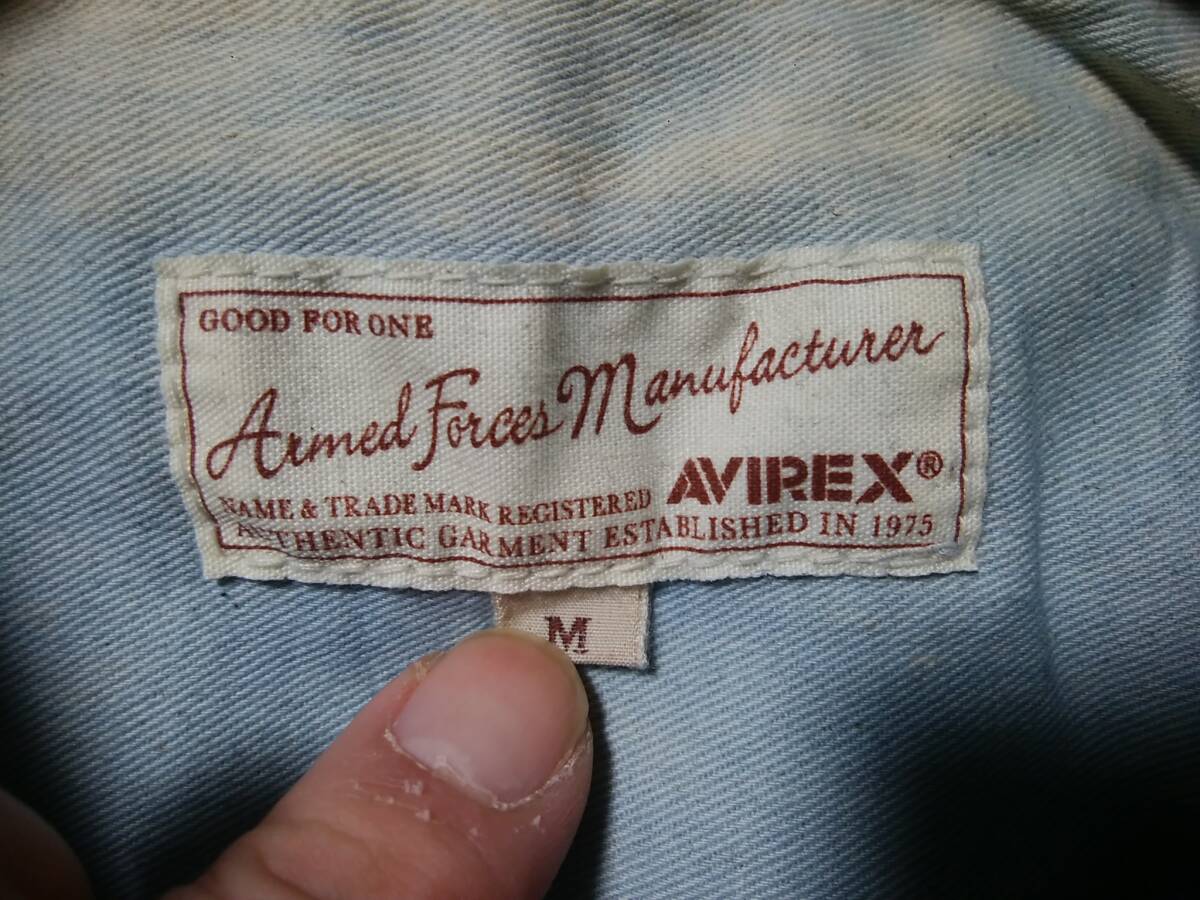 GOOD FOR ONE
Armed Forces Manufacturer
AVIREX®
NAME & TRADE MARK REGISTERED
AUTHENTIC GARMENT ESTABLISHED IN 1975
M